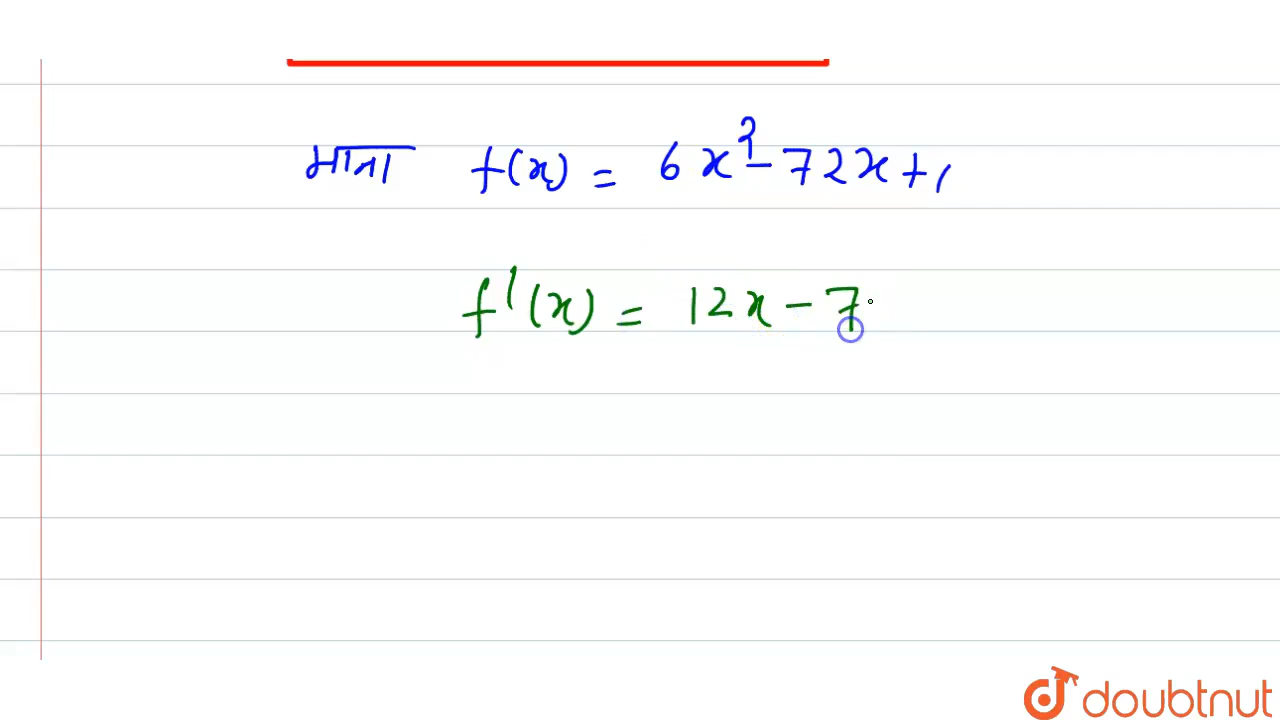 माना f(x) = 6x² - 72x + 1
f'(x) = 12x - 7
doubtnut